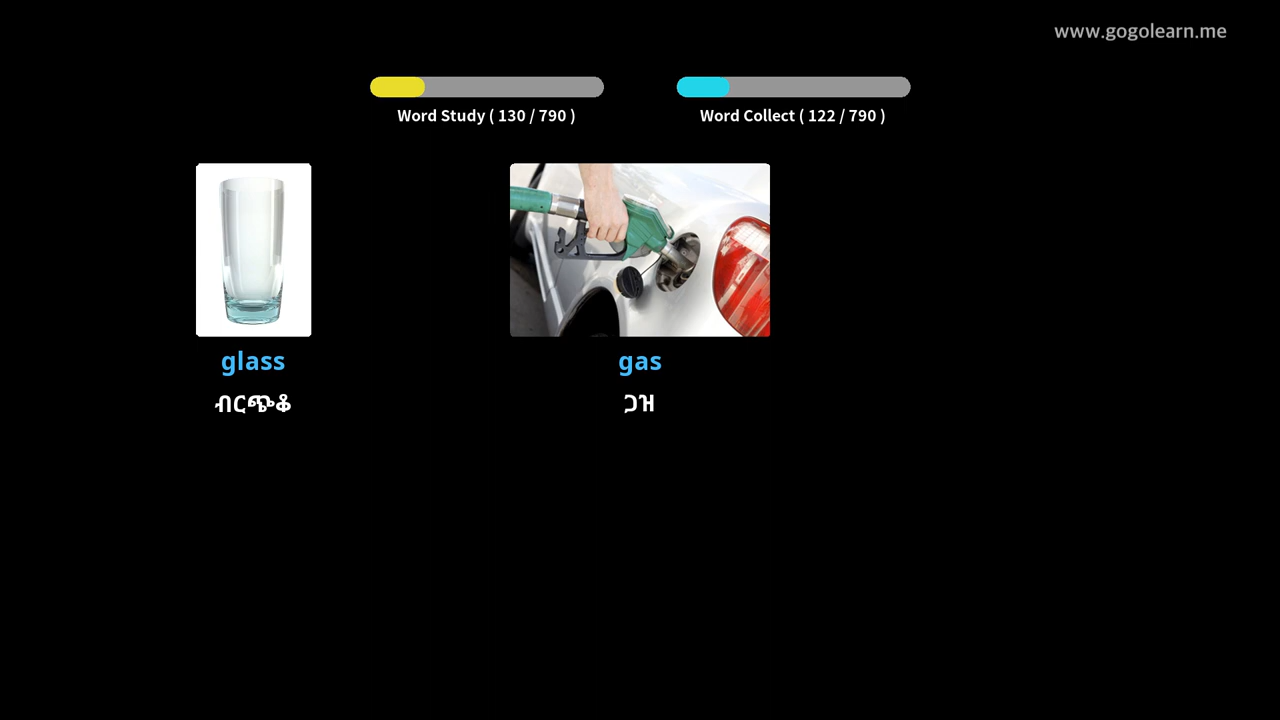 www.gogolearn.me
Word Study ( 130 / 790 )
Word Collect ( 122 / 790 )
glass
ብርጭቆ
gas
ጋዝ